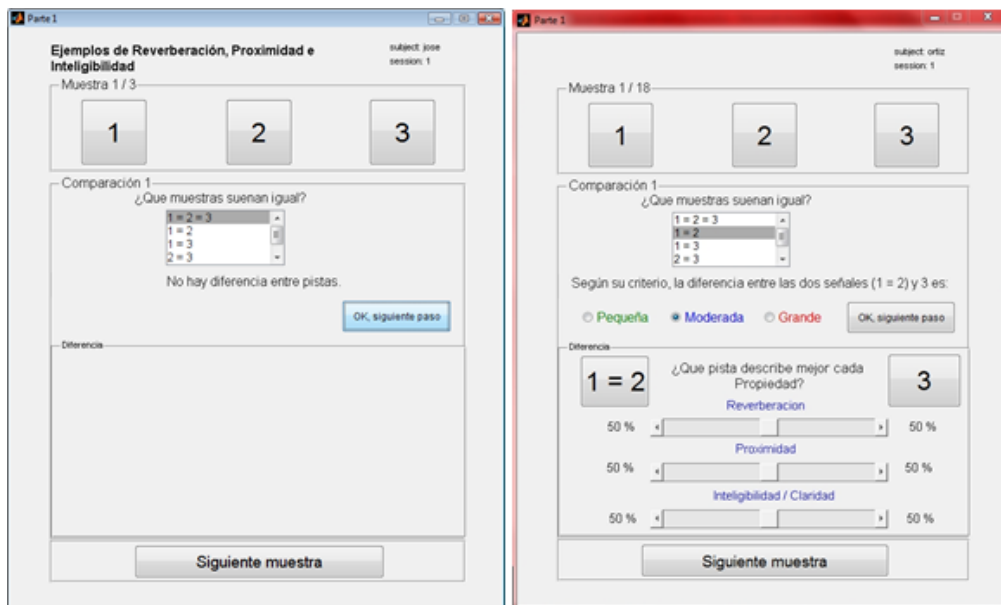 Parte 1
Ejemplos de Reverberación, Proximidad e
Inteligibilidad
subject: jose
session: 1
Muestra 1 / 3
1
2
3
Comparación 1
¿Que muestras suenan igual?
1 = 2 = 3
1 = 2
1 = 3
2 = 3
No hay diferencia entre pistas.
OK, siguiente paso
Diferencia
Siguiente muestra
Parte 1
subject: ortiz
session: 1
Muestra 1 / 18
1
2
3
Comparación 1
¿Que muestras suenan igual?
1 = 2 = 3
1 = 2
1 = 3
2 = 3
Según su criterio, la diferencia entre las dos señales (1 = 2) y 3 es:
Pequeña Moderada Grande OK, siguiente paso
Diferencia
1 = 2
¿Que pista describe mejor cada
Propiedad?
3
Reverberacion
50 % 50 %
Proximidad
50 % 50 %
Inteligibilidad / Claridad
50 % 50 %
Siguiente muestra